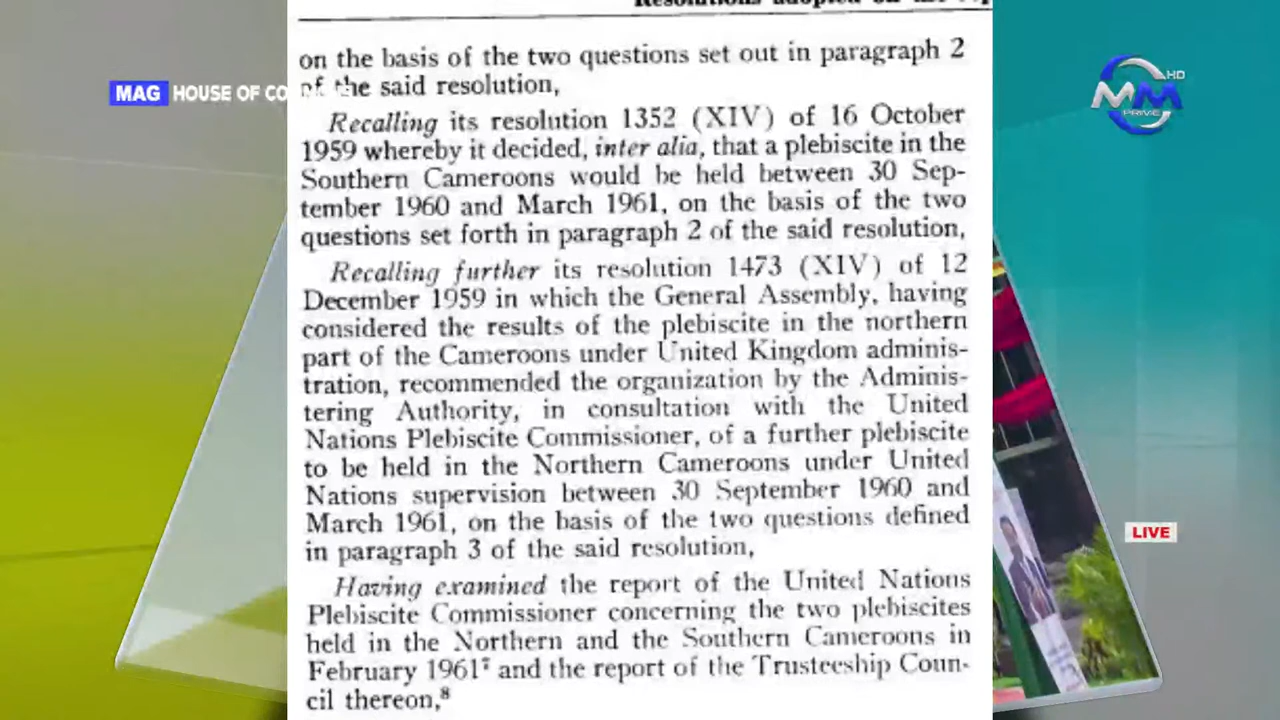 on the basis of the two questions set out in paragraph 2
of the said resolution,
MAG HOUSE OF CO
HD
MM
PRIME
Recalling its resolution 1352 (XIV) of 16 October
1959 whereby it decided, inter alia, that a plebiscite in the
Southern Cameroons would be held between 30 Sep-
tember 1960 and March 1961, on the basis of the two
questions set forth in paragraph 2 of the said resolution,
Recalling further its resolution 1473 (XIV) of 12
December 1959 in which the General Assembly, having
considered the results of the plebiscite in the northern
part of the Cameroons under United Kingdom adminis-
tration, recommended the organization by the Adminis-
tering Authority, in consultation with the United
Nations Plebiscite Commissioner, of a further plebiscite
to be held in the Northern Cameroons under United
Nations supervision between 30 September 1960 and
March 1961, on the basis of the two questions defined
in paragraph 3 of the said resolution,
LIVE
Having examined the report of the United Nations
Plebiscite Commissioner concerning the two plebiscites
held in the Northern and the Southern Cameroons in
February 1961⁷ and the report of the Trusteeship Coun-
cil thereon,⁸